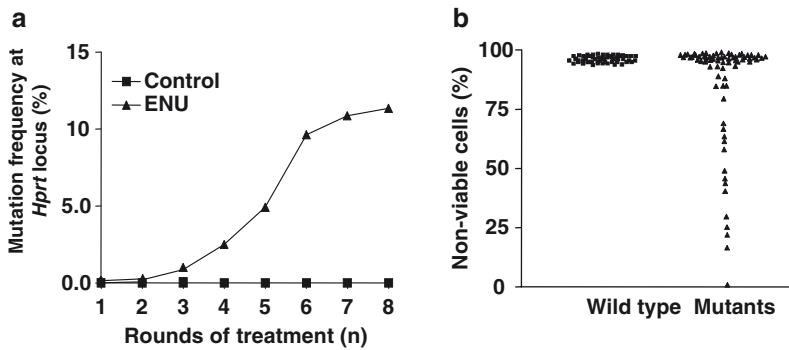 a
Mutation frequency at
Hprt locus (%)
15
10
5.0
0.0
Control
ENU
1 2 3 4 5 6 7 8
Rounds of treatment (n)
b
Non-viable cells (%)
100
75
50
25
0
Wild type Mutants